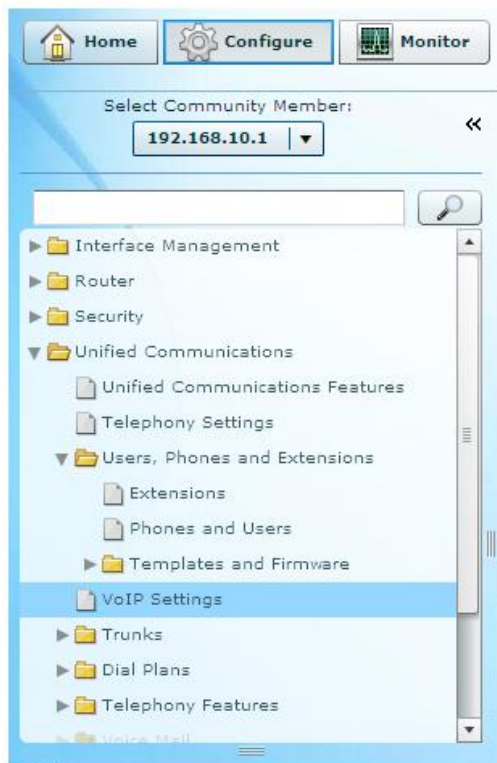 Home Configure Monitor
Select Community Member:
192.168.10.1
Interface Management
Router
Security
Unified Communications
Unified Communications Features
Telephony Settings
Users, Phones and Extensions
Extensions
Phones and Users
Templates and Firmware
VoIP Settings
Trunks
Dial Plans
Telephony Features
Voice Mail